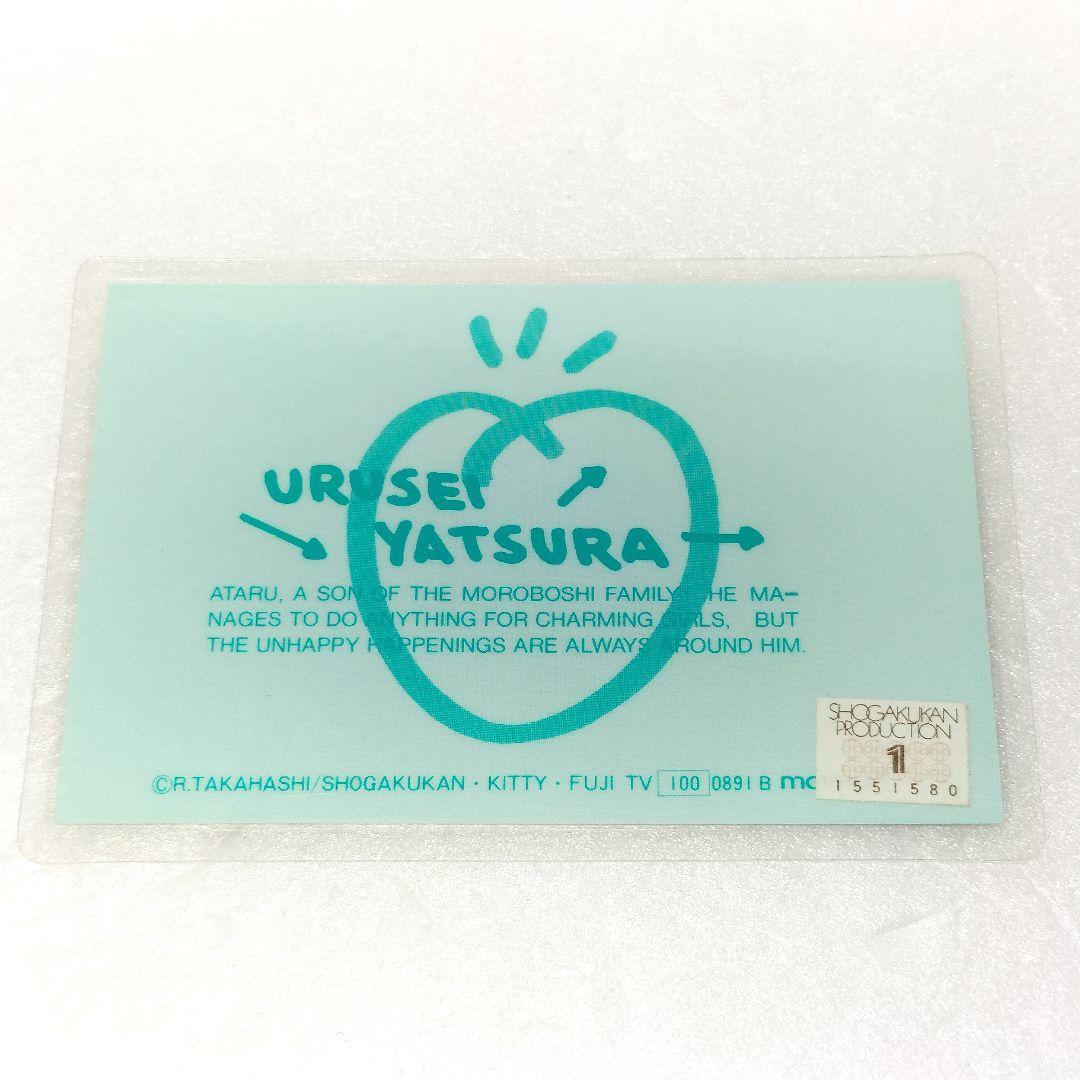 URUSEI
YATSURA
ATARU, A SON OF THE MOROBOSHI FAMILY, HE MA-
NAGES TO DO ANYTHING FOR CHARMING GIRLS, BUT
THE UNHAPPY HAPPENINGS ARE ALWAYS AROUND HIM.
©R.TAKAHASHI/SHOGAKUKAN・KITTY・FUJI TV 100 0891 B
SHOGAKUKAN
PRODUCTION
1
1551580